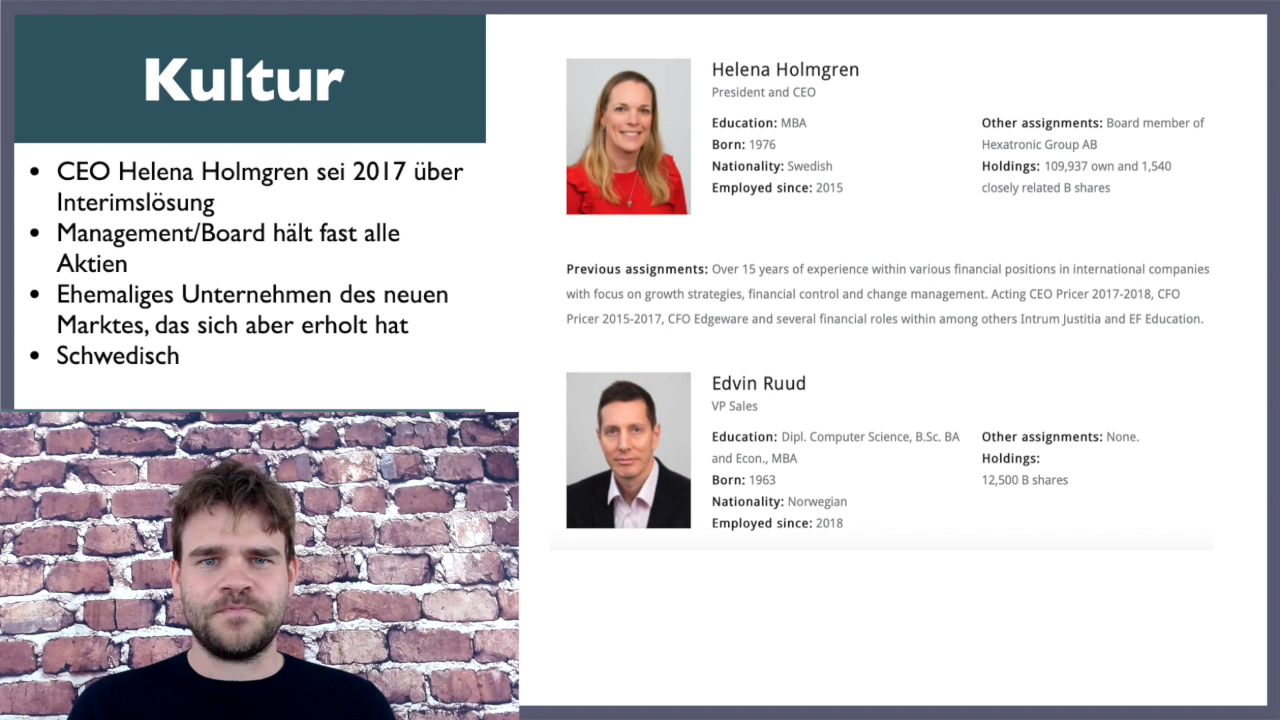 Kultur
• CEO Helena Holmgren sei 2017 über
Interimslösung
• Management/Board hält fast alle
Aktien
• Ehemaliges Unternehmen des neuen
Marktes, das sich aber erholt hat
• Schwedisch
Helena Holmgren
President and CEO
Education: MBA
Born: 1976
Nationality: Swedish
Employed since: 2015
Other assignments: Board member of
Hexatronic Group AB
Holdings: 109,937 own and 1,540
closely related B shares
Previous assignments: Over 15 years of experience within various financial positions in international companies
with focus on growth strategies, financial control and change management. Acting CEO Pricer 2017-2018, CFO
Pricer 2015-2017, CFO Edgeware and several financial roles within among others Intrum Justitia and EF Education.
Edvin Ruud
VP Sales
Education: Dipl. Computer Science, B.Sc. BA
and Econ., MBA
Born: 1963
Nationality: Norwegian
Employed since: 2018
Other assignments: None.
Holdings:
12,500 B shares